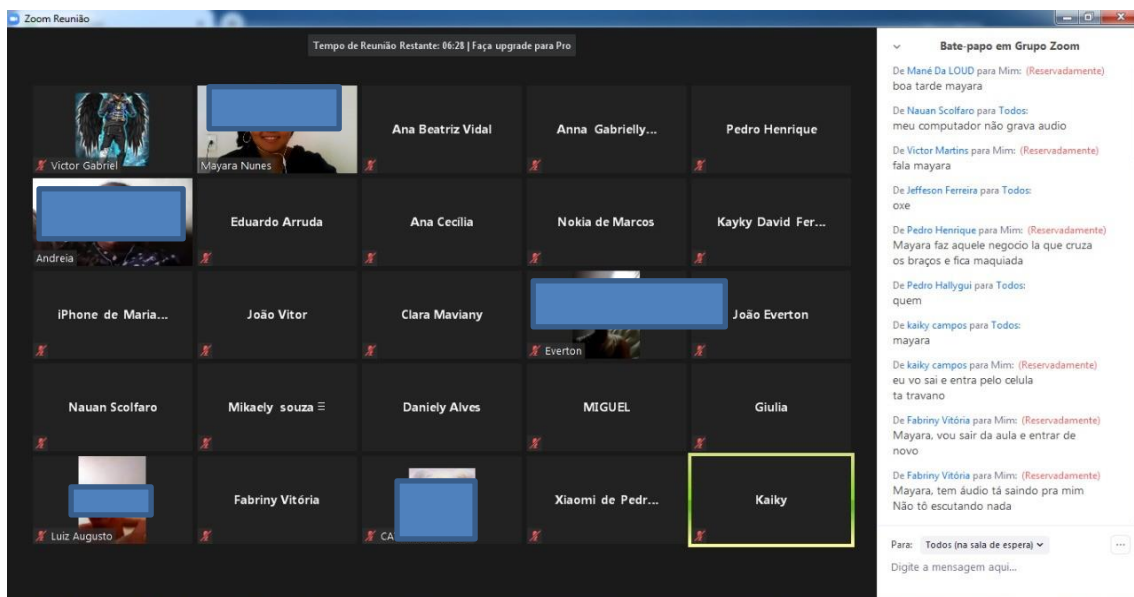 Zoom Reunião
Tempo de Reunião Restante: 06:28 | Faça upgrade para Pro
Victor Gabriel
Mayara Nunes
Ana Beatriz Vidal
Anna Gabrielly...
Pedro Henrique
Andreia
Eduardo Arruda
Ana Cecília
Nokia de Marcos
Kayky David Fer...
iPhone de Maria...
João Vitor
Clara Maviany
Everton
João Everton
Nauan Scolfaro
Mikaely souza Ξ
Daniely Alves
MIGUEL
Giulia
Luiz Augusto
Fabriny Vitória
CA
Xiaomi de Pedr...
Kaiky
Bate-papo em Grupo Zoom
De Mané Da LOUD para Mim: (Reservadamente)
boa tarde mayara
De Nauan Scolfaro para Todos:
meu computador não grava audio
De Victor Martins para Mim: (Reservadamente)
fala mayara
De Jeffeson Ferreira para Todos:
oxe
De Pedro Henrique para Mim: (Reservadamente)
Mayara faz aquele negocio la que cruza
os braços e fica maquiada
De Pedro Hallygui para Todos:
quem
De kaiky campos para Todos:
mayara
De kaiky campos para Mim: (Reservadamente)
eu vo sai e entra pelo celula
ta travano
De Fabriny Vitória para Mim: (Reservadamente)
Mayara, vou sair da aula e entrar de
novo
De Fabriny Vitória para Mim: (Reservadamente)
Mayara, tem áudio tá saindo pra mim
Não tô escutando nada
Para: Todos (na sala de espera)
Digite a mensagem aqui...